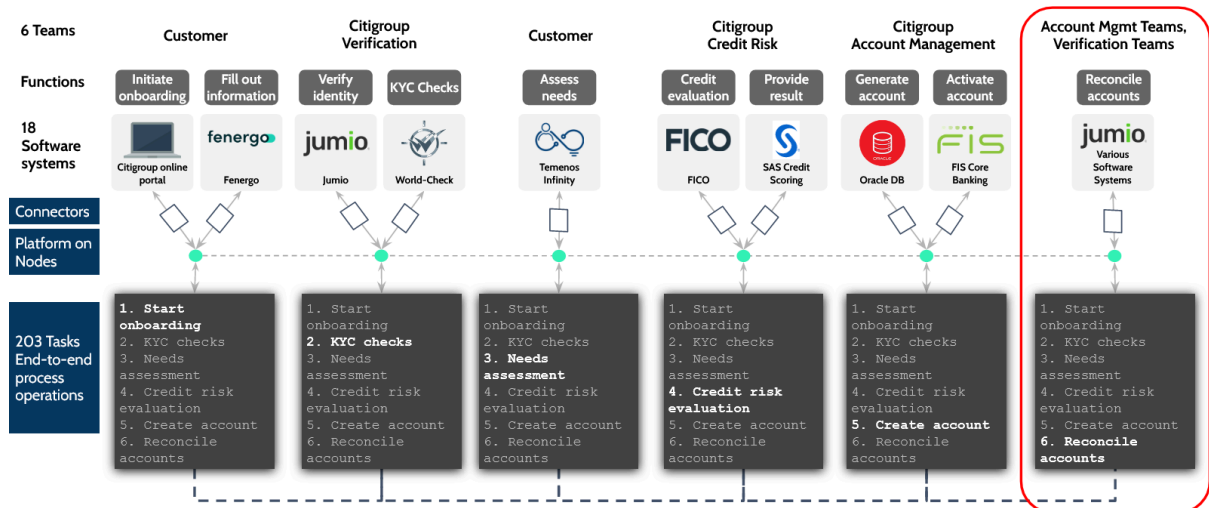 6 Teams
Customer
Citigroup
Verification
Customer
Citigroup
Credit Risk
Citigroup
Account Management
Account Mgmt Teams,
Verification Teams
Functions
Initiate
onboarding
Fill out
information
Verify
identity
KYC Checks
Assess
needs
Credit
evaluation
Provide
result
Generate
account
Activate
account
Reconcile
accounts
18
Software
systems
Citigroup online
portal
fenergo
Fenergo
jumio
Jumio
World-Check
Temenos
Infinity
FICO
FICO
SAS Credit
Scoring
ORACLE
Oracle DB
FIS
FIS Core
Banking
jumio
Various
Software
Systems
Connectors
Platform on
Nodes
203 Tasks
End-to-end
process
operations
1. Start
onboarding
2. KYC checks
3. Needs
assessment
4. Credit risk
evaluation
5. Create account
6. Reconcile
accounts
1. Start
onboarding
2. KYC checks
3. Needs
assessment
4. Credit risk
evaluation
5. Create account
6. Reconcile
accounts
1. Start
onboarding
2. KYC checks
3. Needs
assessment
4. Credit risk
evaluation
5. Create account
6. Reconcile
accounts
1. Start
onboarding
2. KYC checks
3. Needs
assessment
4. Credit risk
evaluation
5. Create account
6. Reconcile
accounts
1. Start
onboarding
2. KYC checks
3. Needs
assessment
4. Credit risk
evaluation
5. Create account
6. Reconcile
accounts
1. Start
onboarding
2. KYC checks
3. Needs
assessment
4. Credit risk
evaluation
5. Create account
6. Reconcile
accounts